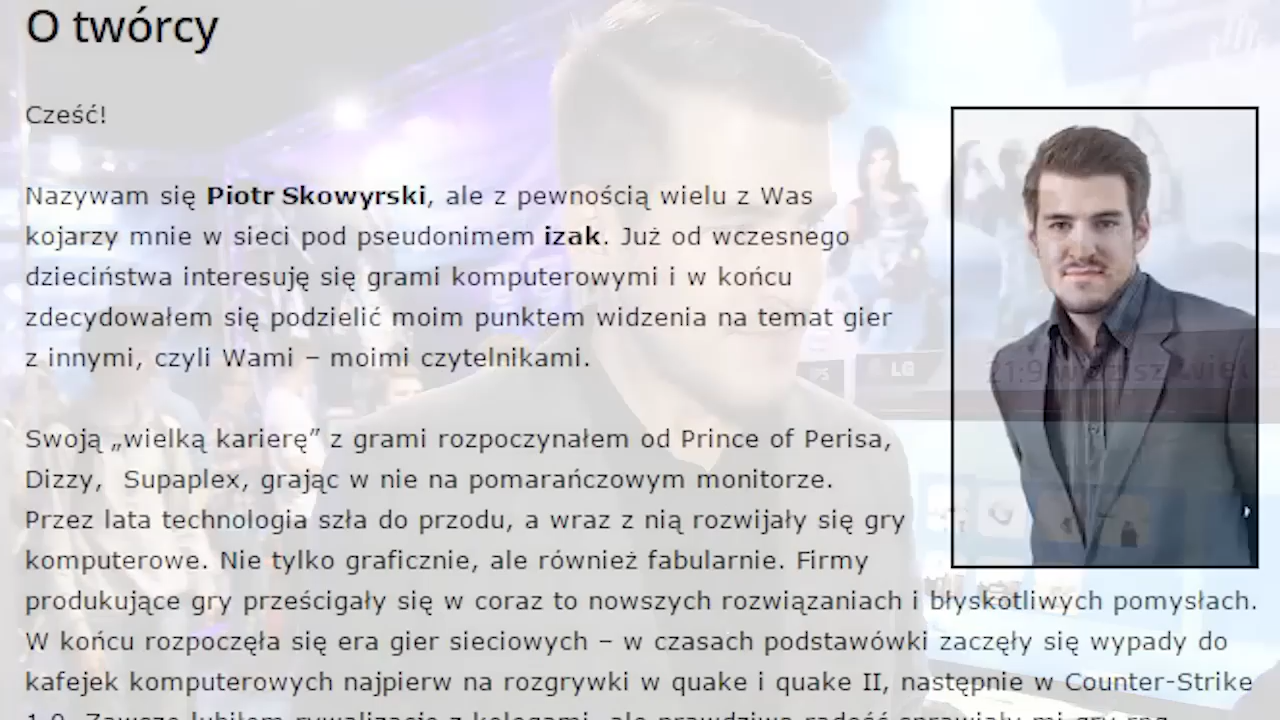 O twórcy
Cześć!
Nazywam się Piotr Skowyrski, ale z pewnością wielu z Was
kojarzy mnie w sieci pod pseudonimem izak. Już od wczesnego
dzieciństwa interesuję się grami komputerowymi i w końcu
zdecydowałem się podzielić moim punktem widzenia na temat gier
z innymi, czyli Wami – moimi czytelnikami.
LG
21:9
Swoją „wielką karierę” z grami rozpoczynałem od Prince of Perisa,
Dizzy, Supaplex, grając w nie na pomarańczowym monitorze.
Przez lata technologia szła do przodu, a wraz z nią rozwijały się gry
komputerowe. Nie tylko graficznie, ale również fabularnie. Firmy
produkujące gry prześcigały się w coraz to nowszych rozwiązaniach i błyskotliwych pomysłach.
W końcu rozpoczęła się era gier sieciowych – w czasach podstawówki zaczęły się wypady do
kafejek komputerowych najpierw na rozgrywki w quake i quake II, następnie w Counter-Strike